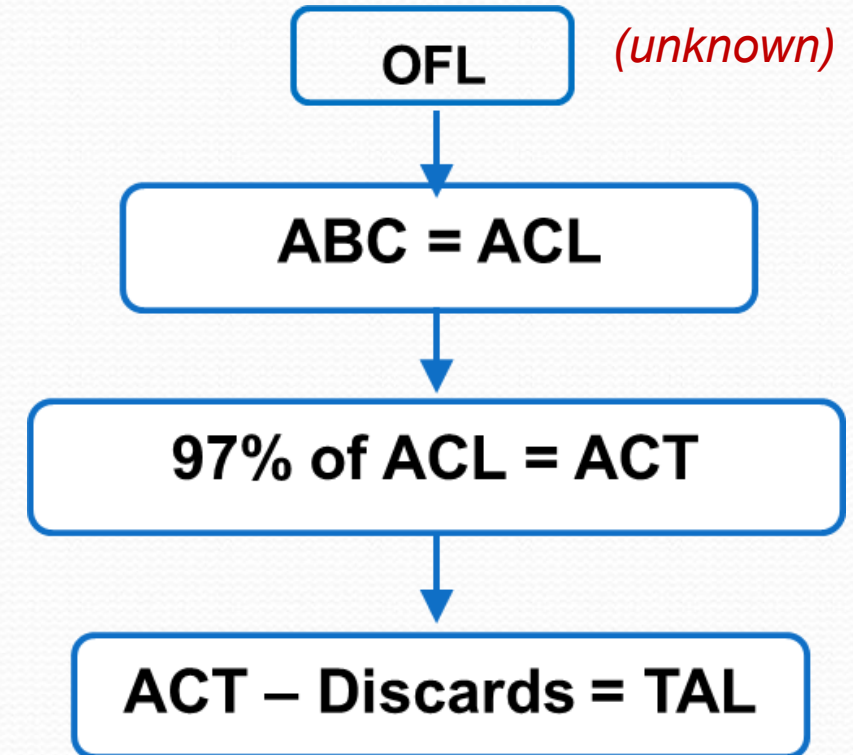 OFL
(unknown)
ABC = ACL
97% of ACL = ACT
ACT – Discards = TAL